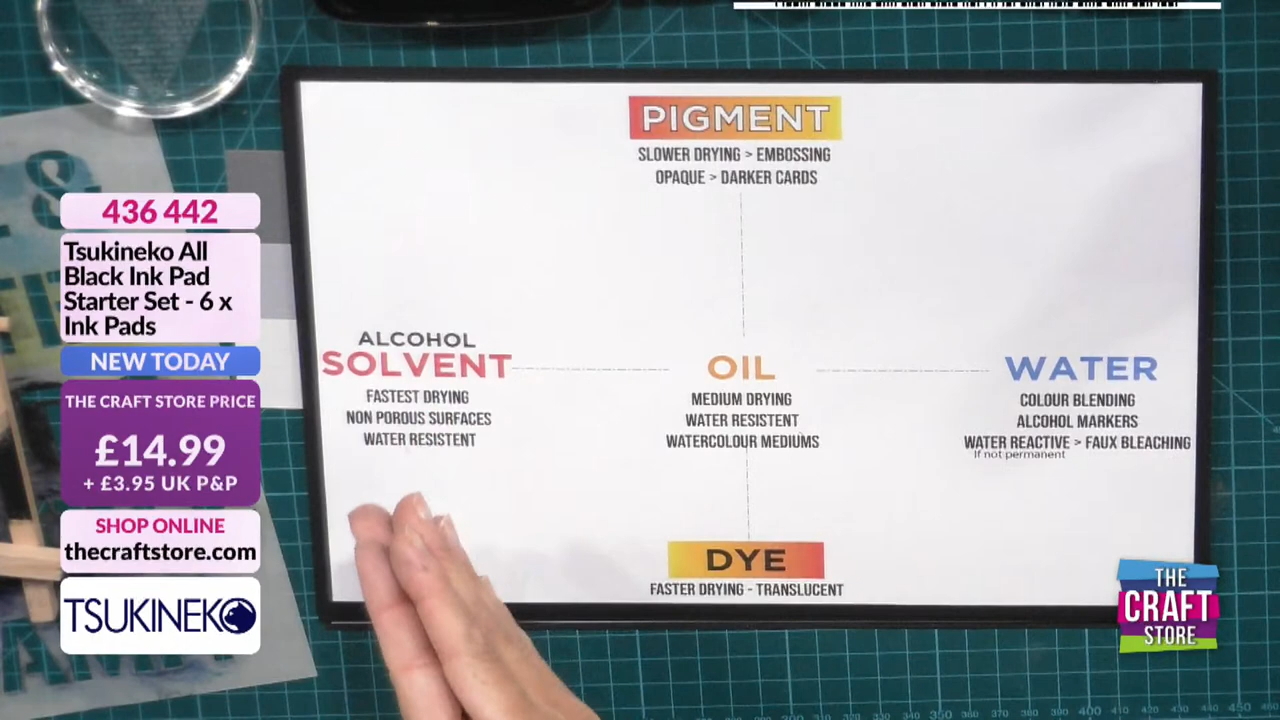 436 442
Tsukineko All
Black Ink Pad
Starter Set - 6 x
Ink Pads
NEW TODAY
THE CRAFT STORE PRICE
£14.99
+ £3.95 UK P&P
SHOP ONLINE
thecraftstore.com
TSUKINEKO
&
PIGMENT
SLOWER DRYING > EMBOSSING
OPAQUE > DARKER CARDS
ALCOHOL
SOLVENT
FASTEST DRYING
NON POROUS SURFACES
WATER RESISTENT
OIL
MEDIUM DRYING
WATER RESISTENT
WATERCOLOUR MEDIUMS
WATER
COLOUR BLENDING
ALCOHOL MARKERS
WATER REACTIVE > FAUX BLEACHING
If not permanent
DYE
FASTER DRYING - TRANSLUCENT
THE
CRAFT
STORE